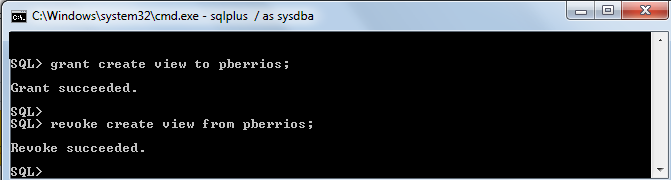 C:\Windows\system32\cmd.exe - sqlplus / as sysdba
SQL> grant create view to pberrios;
Grant succeeded.
SQL>
SQL> revoke create view from pberrios;
Revoke succeeded.
SQL>